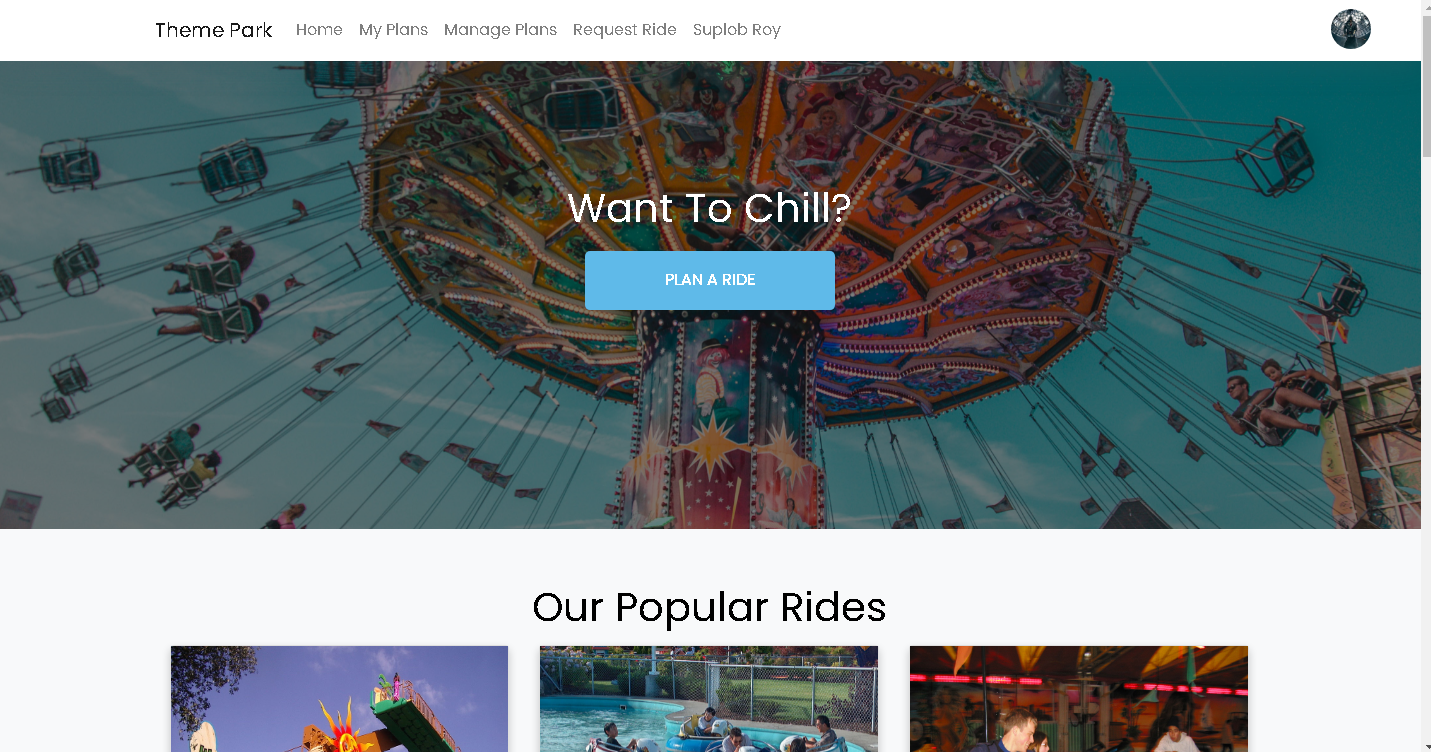 Theme Park Home My Plans Manage Plans Request Ride Suplob Roy
Want To Chill?
PLAN A RIDE
Our Popular Rides